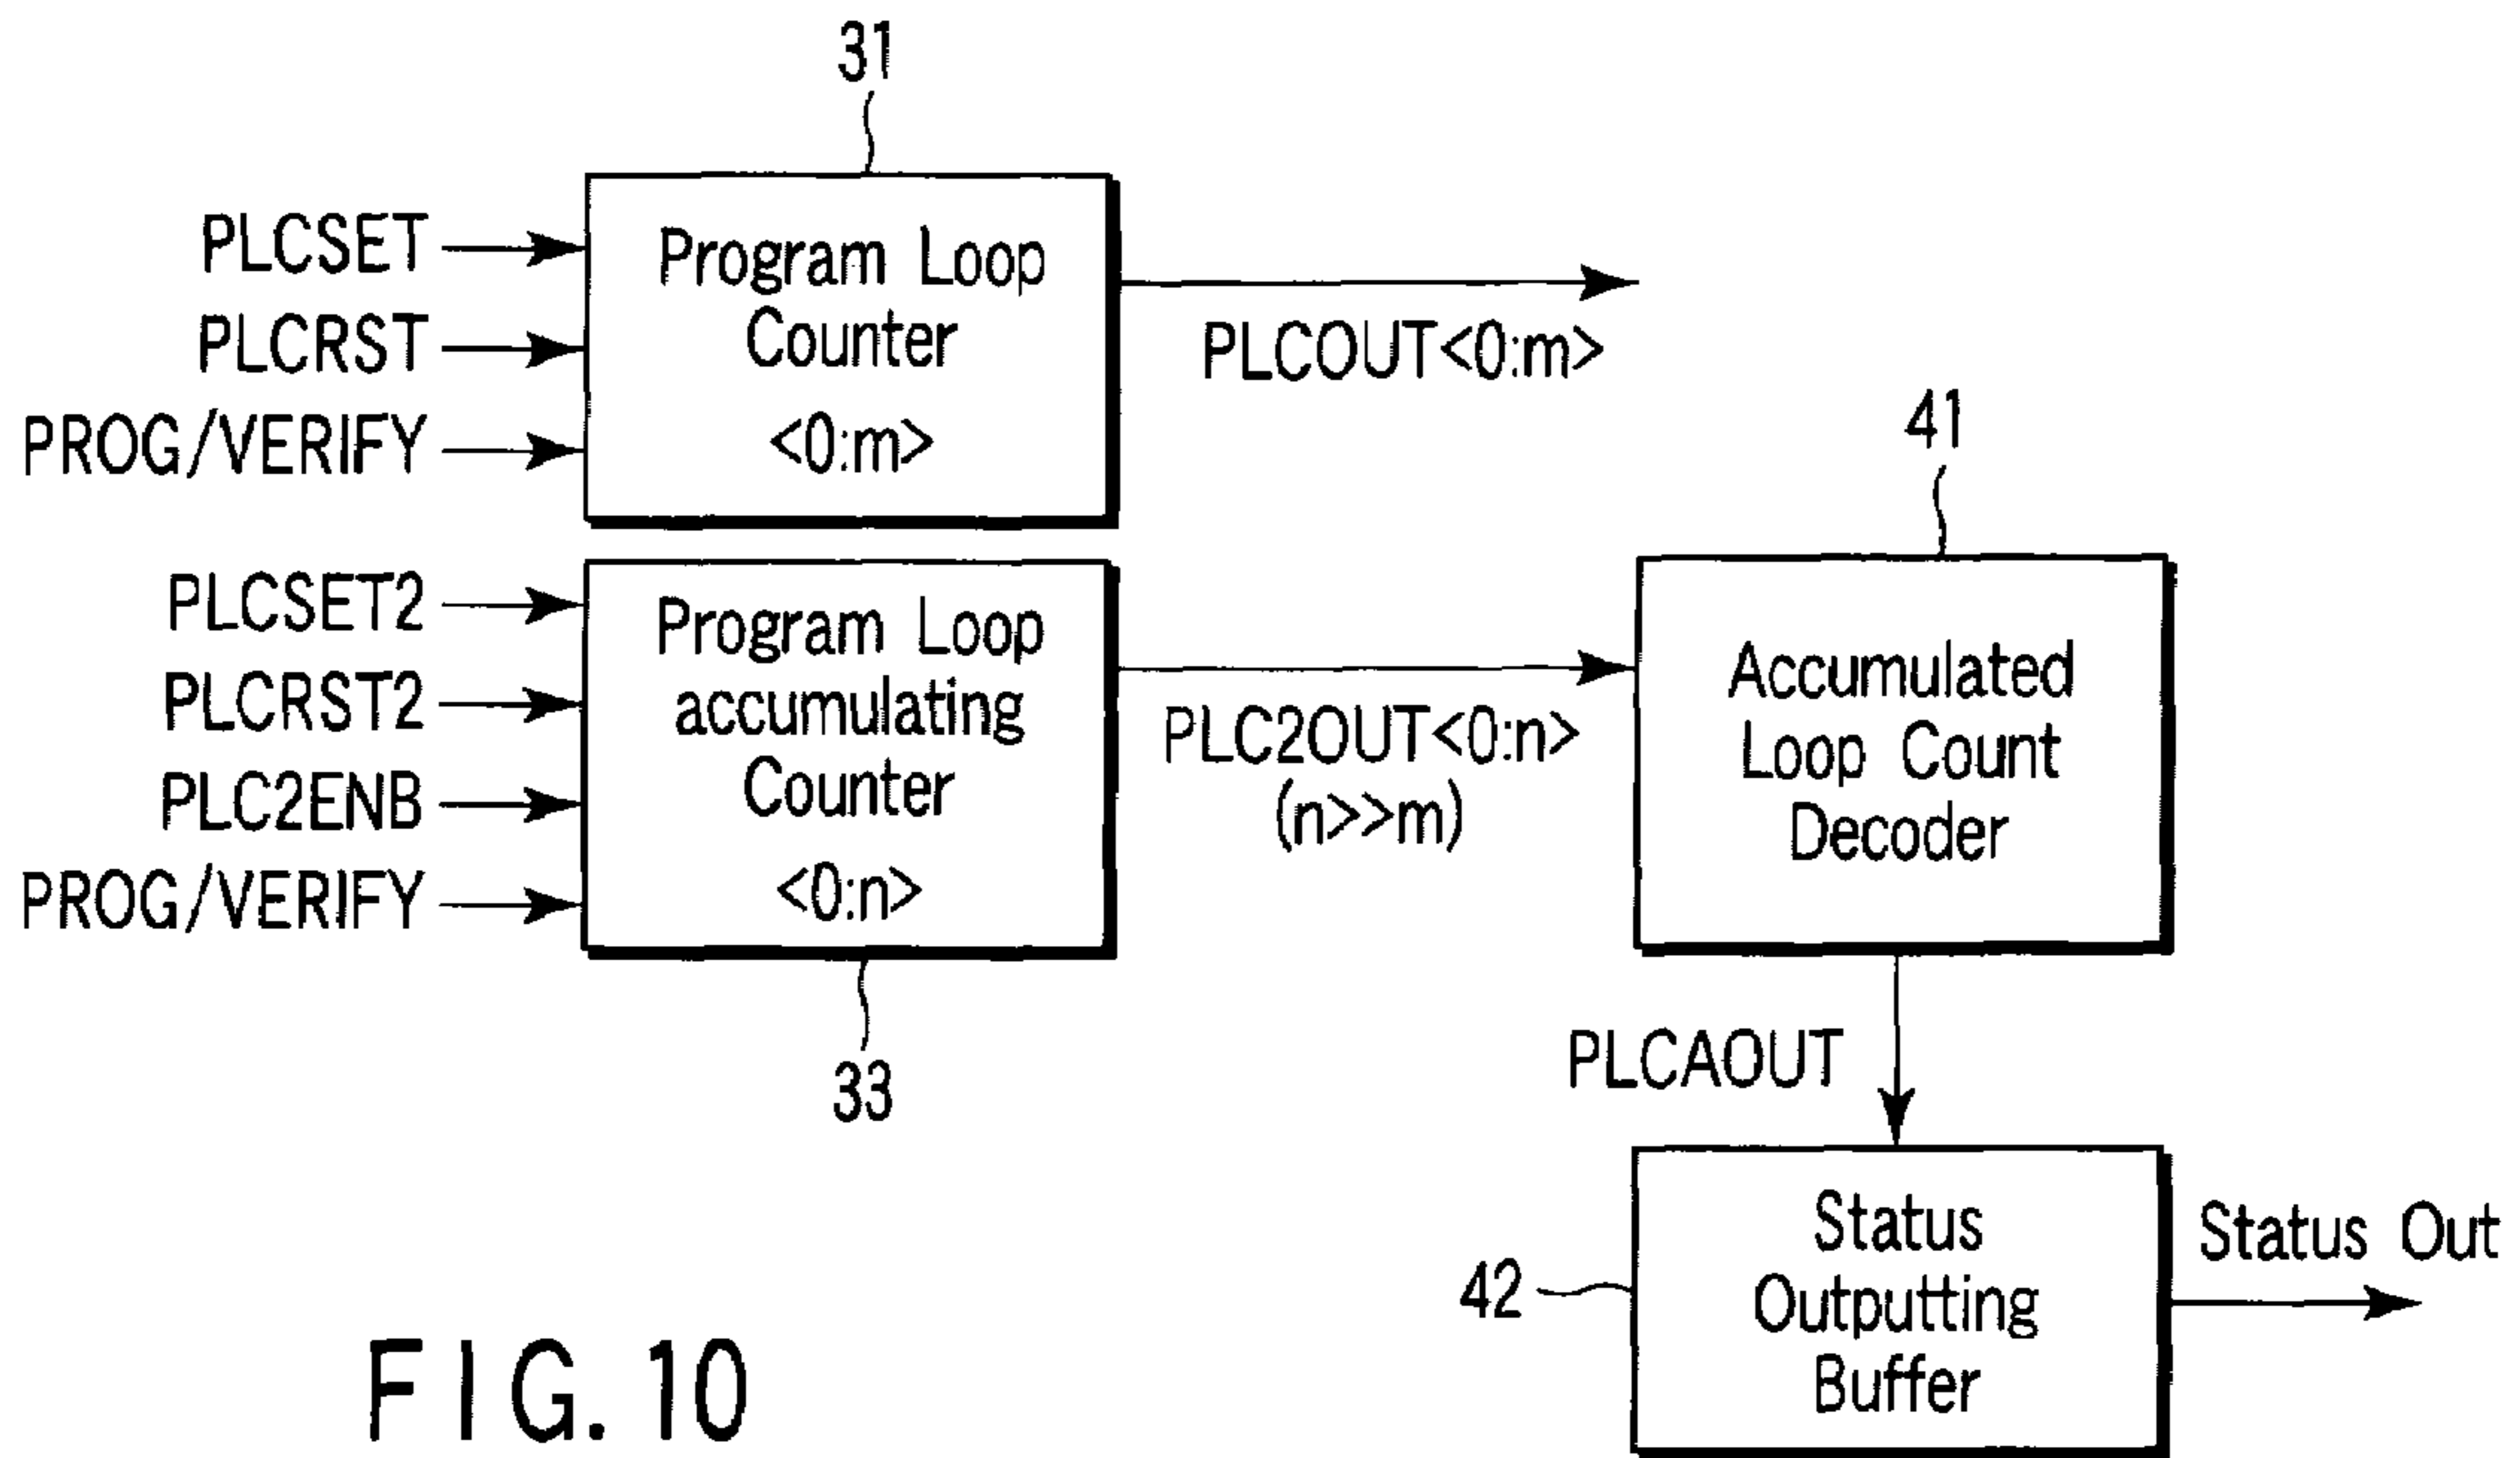 31
PLCSET
PLCRST
PROG/VERIFY
Program Loop
Counter
<0:m>
PLCOUT<0:m>
PLCSET2
PLCRST2
PLC2ENB
PROG/VERIFY
Program Loop
accumulating
Counter
<0:n>
33
PLC2OUT<0:n>
(n>>m)
41
Accumulated
Loop Count
Decoder
PLCAOUT
42
Status
Outputting
Buffer
Status Out
FIG. 10